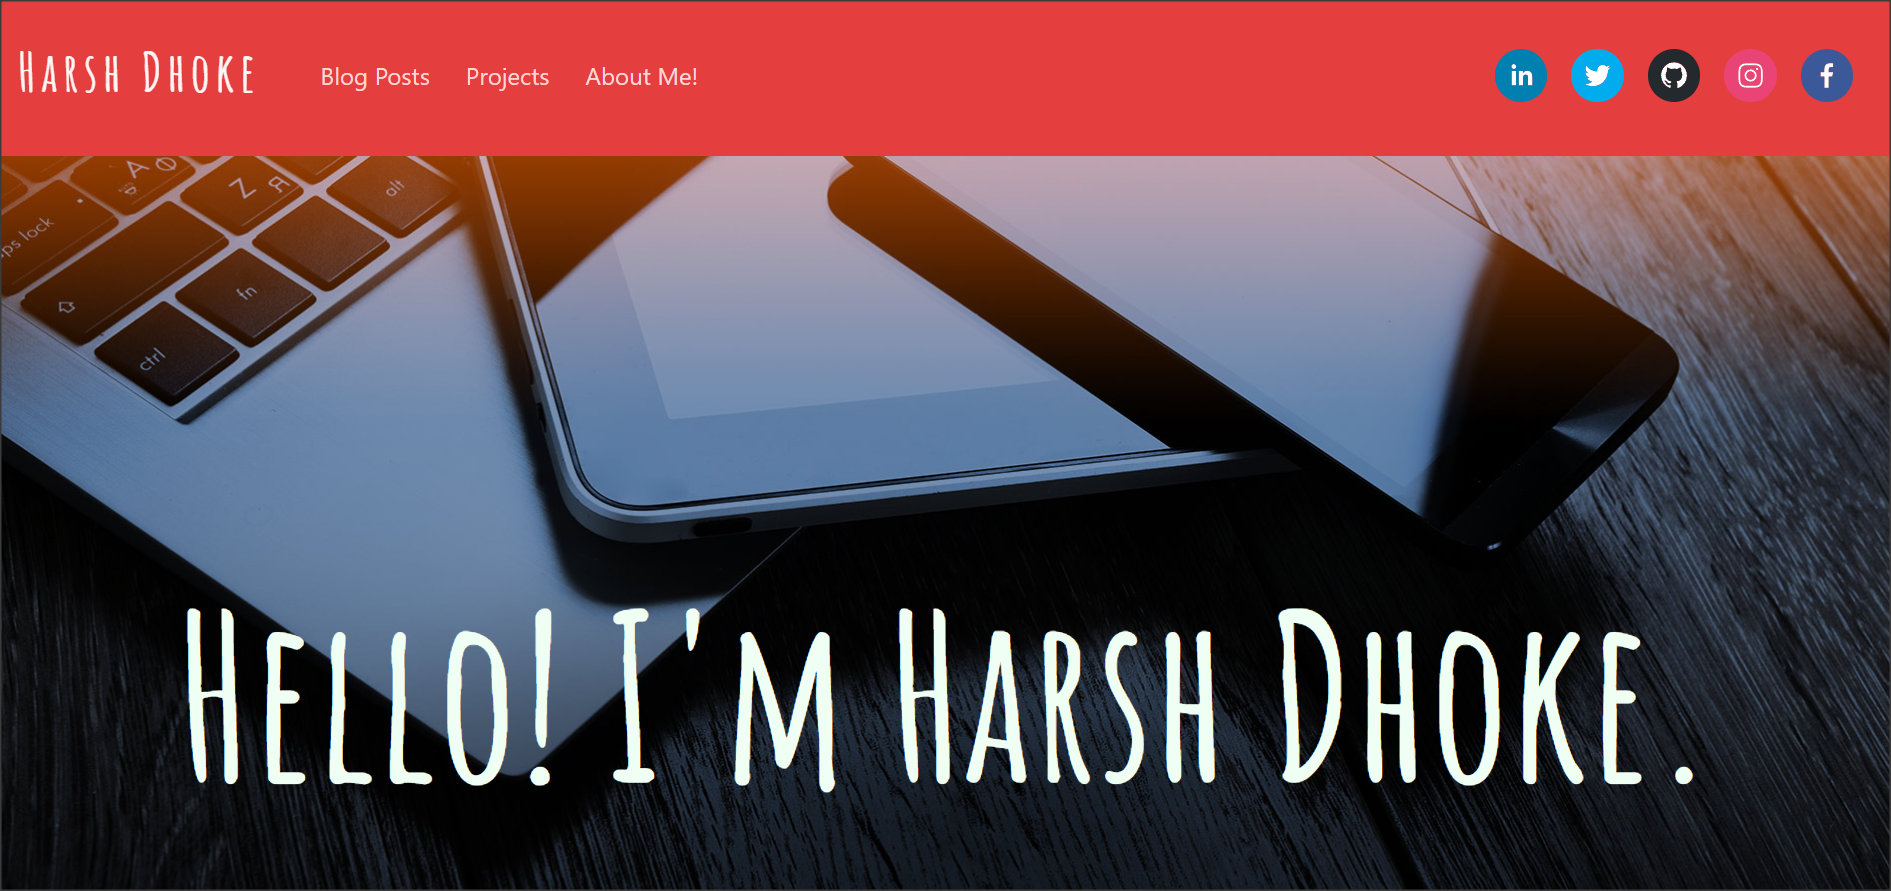 Harsh Dhoke
Blog Posts
Projects
About Me!
in
f
A Ф
Z Я
alt
ps lock
fn
ctrl
Hello! I'm Harsh Dhoke.